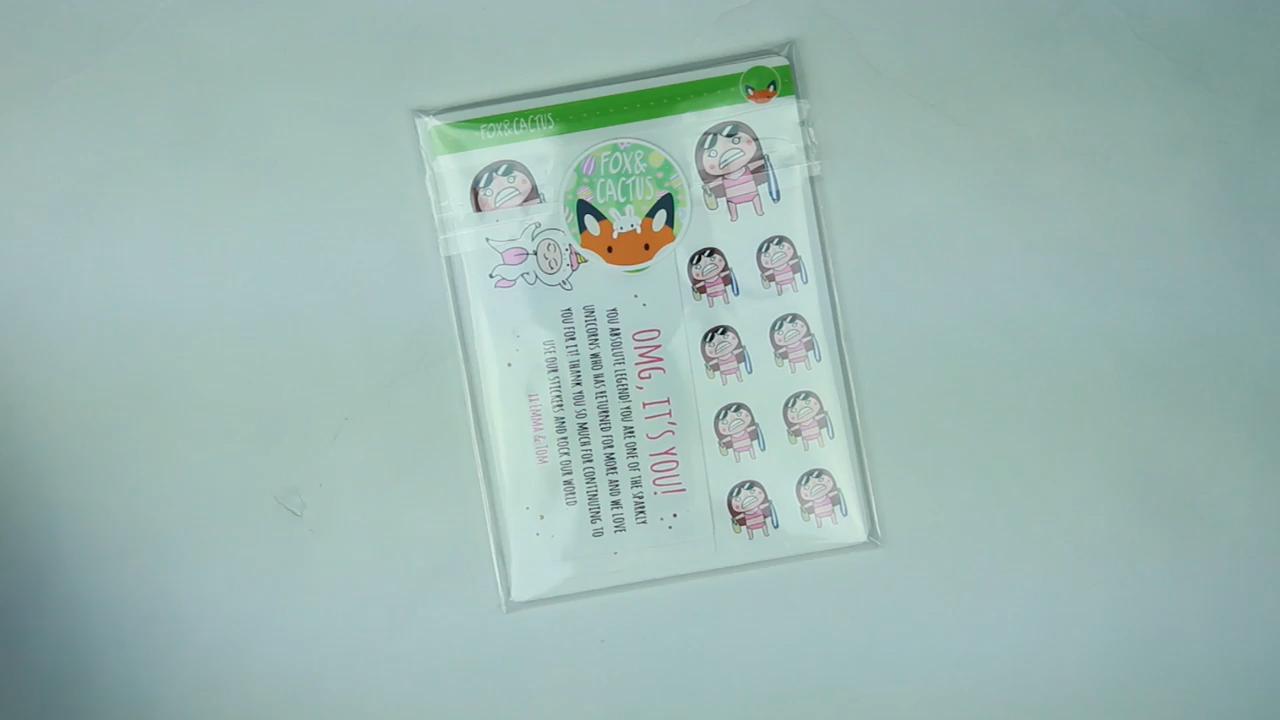 FOX&CACTUS
FOX&
CACTUS
OMG, IT'S YOU!
YOU ABSOLUTE LEGEND! YOU ARE ONE OF THE SPARKLY
UNICORNS WHO HAS RETURNED FOR MORE AND WE LOVE
YOU FOR IT! THANK YOU SO MUCH FOR CONTINUING TO
USE OUR STICKERS AND ROCK OUR WORLD
XX EMMA & TOM